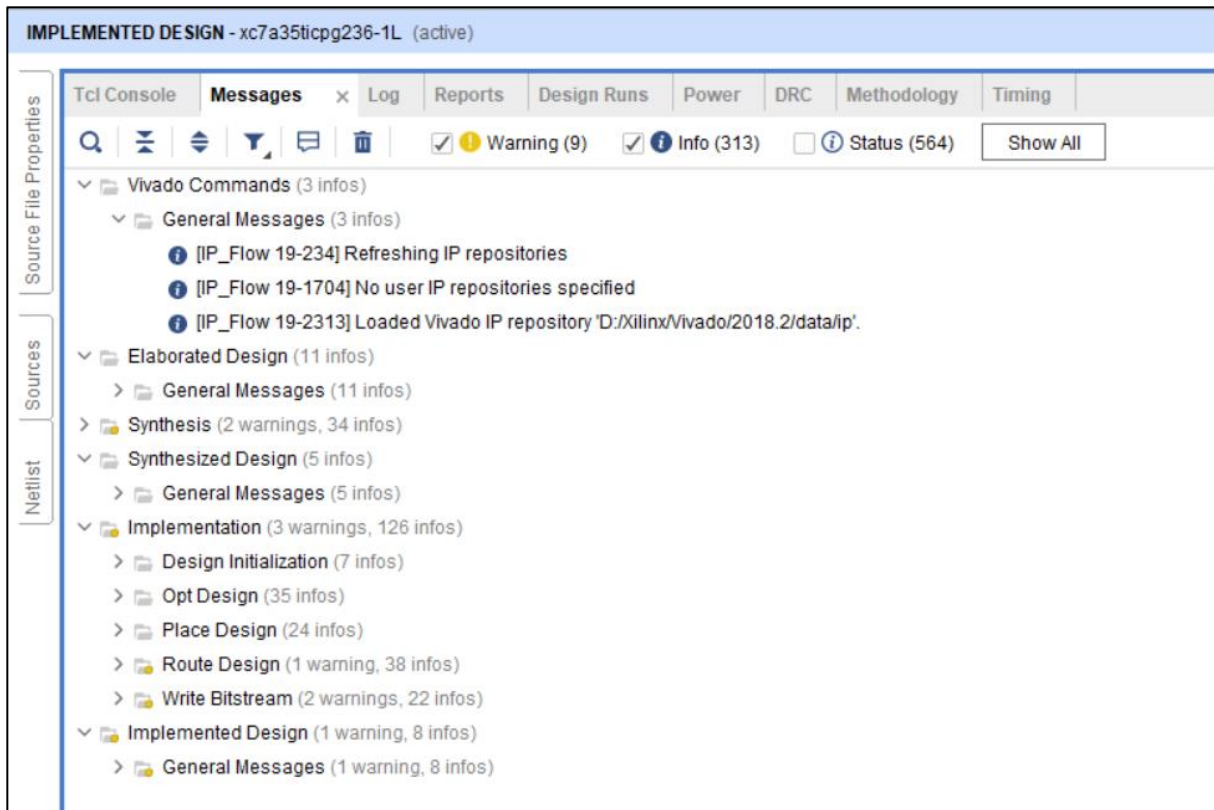 IMPLEMENTED DESIGN - xc7a35ticpg236-1L (active)
Source File Properties
Sources
Netlist
Tcl Console Messages × Log Reports Design Runs Power DRC Methodology Timing
Warning (9) Info (313) Status (564) Show All
Vivado Commands (3 infos)
General Messages (3 infos)
[IP_Flow 19-234] Refreshing IP repositories
[IP_Flow 19-1704] No user IP repositories specified
[IP_Flow 19-2313] Loaded Vivado IP repository 'D:/Xilinx/Vivado/2018.2/data/ip'.
Elaborated Design (11 infos)
General Messages (11 infos)
Synthesis (2 warnings, 34 infos)
Synthesized Design (5 infos)
General Messages (5 infos)
Implementation (3 warnings, 126 infos)
Design Initialization (7 infos)
Opt Design (35 infos)
Place Design (24 infos)
Route Design (1 warning, 38 infos)
Write Bitstream (2 warnings, 22 infos)
Implemented Design (1 warning, 8 infos)
General Messages (1 warning, 8 infos)